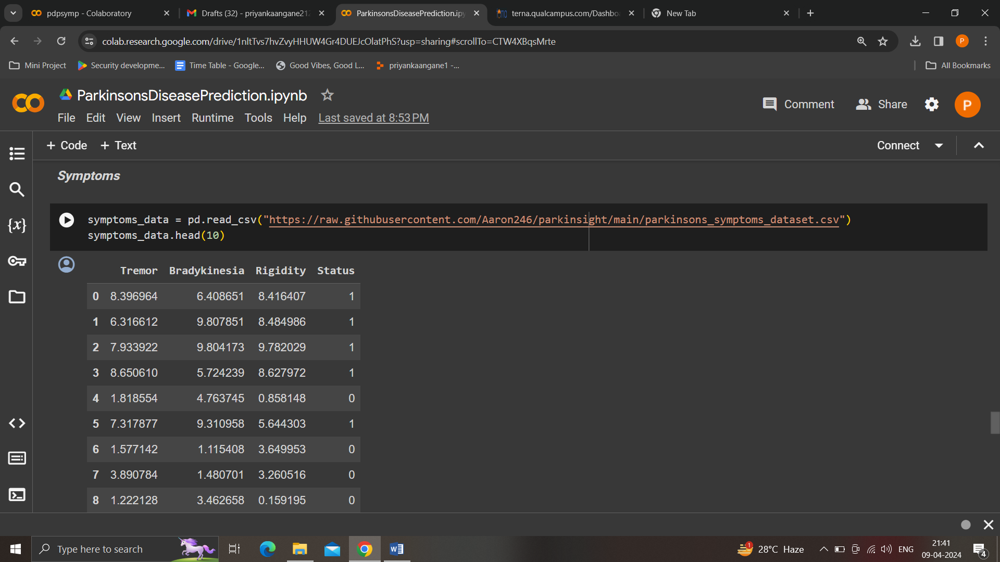 pdpsymp - Colaboratory
Drafts (32) - priyankaangane212
ParkinsonsDiseasePrediction.ipy
terna.qualcampus.com/Dashbo
New Tab
colab.research.google.com/drive/1nltTvs7hvZvyHHUW4Gr4DUEJcOlatPhS?usp=sharing#scrollTo=CTW4XBqsMrte
P
Mini Project
Security developme...
Time Table - Google...
Good Vibes, Good L...
priyankaangane1 -...
All Bookmarks
ParkinsonsDiseasePrediction.ipynb
Comment
Share
P
File Edit View Insert Runtime Tools Help Last saved at 8:53 PM
+ Code + Text
Connect
Symptoms
{x}
symptoms_data = pd.read_csv("https://raw.githubusercontent.com/Aaron246/parkinsight/main/parkinsons_symptoms_dataset.csv")
symptoms_data.head(10)
Tremor Bradykinesia Rigidity Status
0 8.396964 6.408651 8.416407 1
1 6.316612 9.807851 8.484986 1
2 7.933922 9.804173 9.782029 1
3 8.650610 5.724239 8.627972 1
4 1.818554 4.763745 0.858148 0
5 7.317877 9.310958 5.644303 1
6 1.577142 1.115408 3.649953 0
7 3.890784 1.480701 3.260516 0
8 1.222128 3.462658 0.159195 0
Type here to search
1
28°C Haze
ENG
21:41
09-04-2024
4